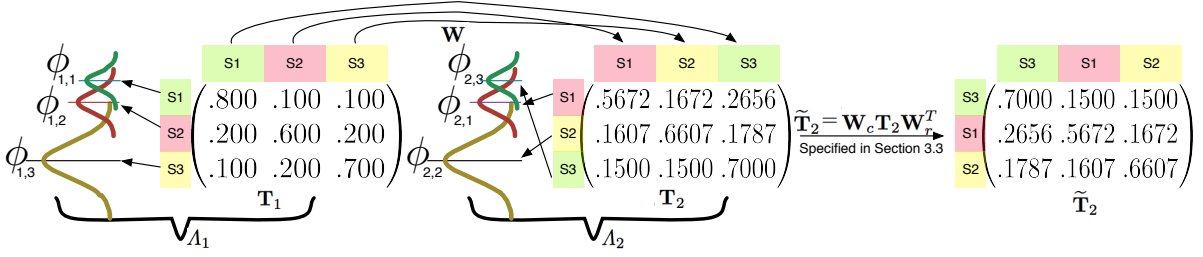 W
S1 S2 S3
S1 .800 .100 .100
S2 .200 .600 .200
S3 .100 .200 .700
ϕ1,1
ϕ1,2
ϕ1,3
T1
Λ1
S1 S2 S3
S1 .5672 .1672 .2656
S2 .1607 .6607 .1787
S3 .1500 .1500 .7000
ϕ2,3
ϕ2,1
ϕ2,2
T2
Λ2
T̃2 = WcT2WrT
Specified in Section 3.3
S3 S1 S2
S3 .7000 .1500 .1500
S1 .2656 .5672 .1672
S2 .1787 .1607 .6607
T̃2